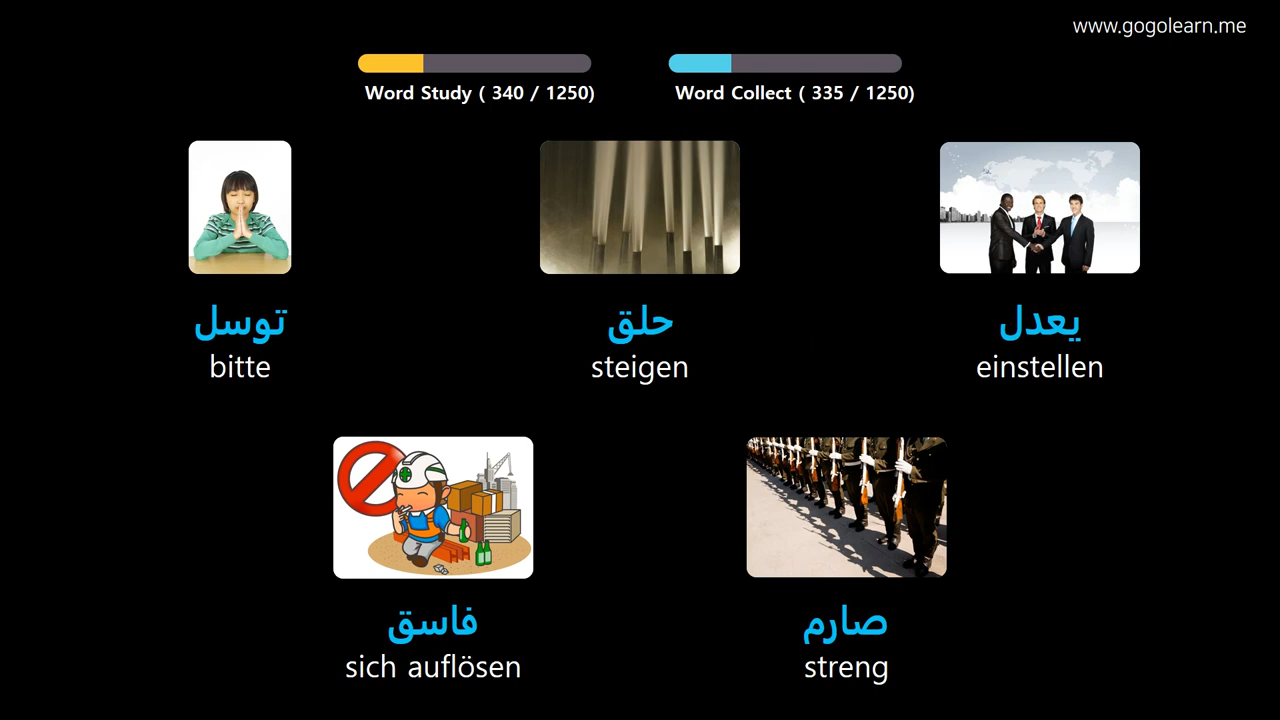 www.gogolearn.me
Word Study ( 340 / 1250)
Word Collect ( 335 / 1250)
توسل
bitte
حلق
steigen
يعدل
einstellen
فاسق
sich auflösen
صارم
streng